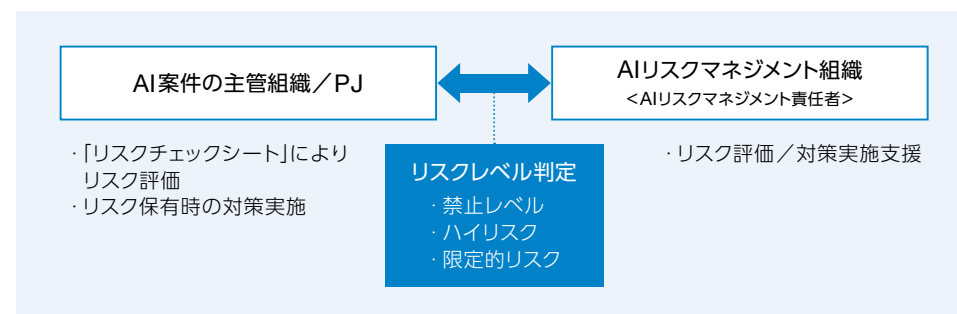 AI案件の主管組織／PJ
AIリスクマネジメント組織
<AIリスクマネジメント責任者>
・「リスクチェックシート」により
リスク評価
・リスク保有時の対策実施
リスクレベル判定
・禁止レベル
・ハイリスク
・限定的リスク
・リスク評価／対策実施支援